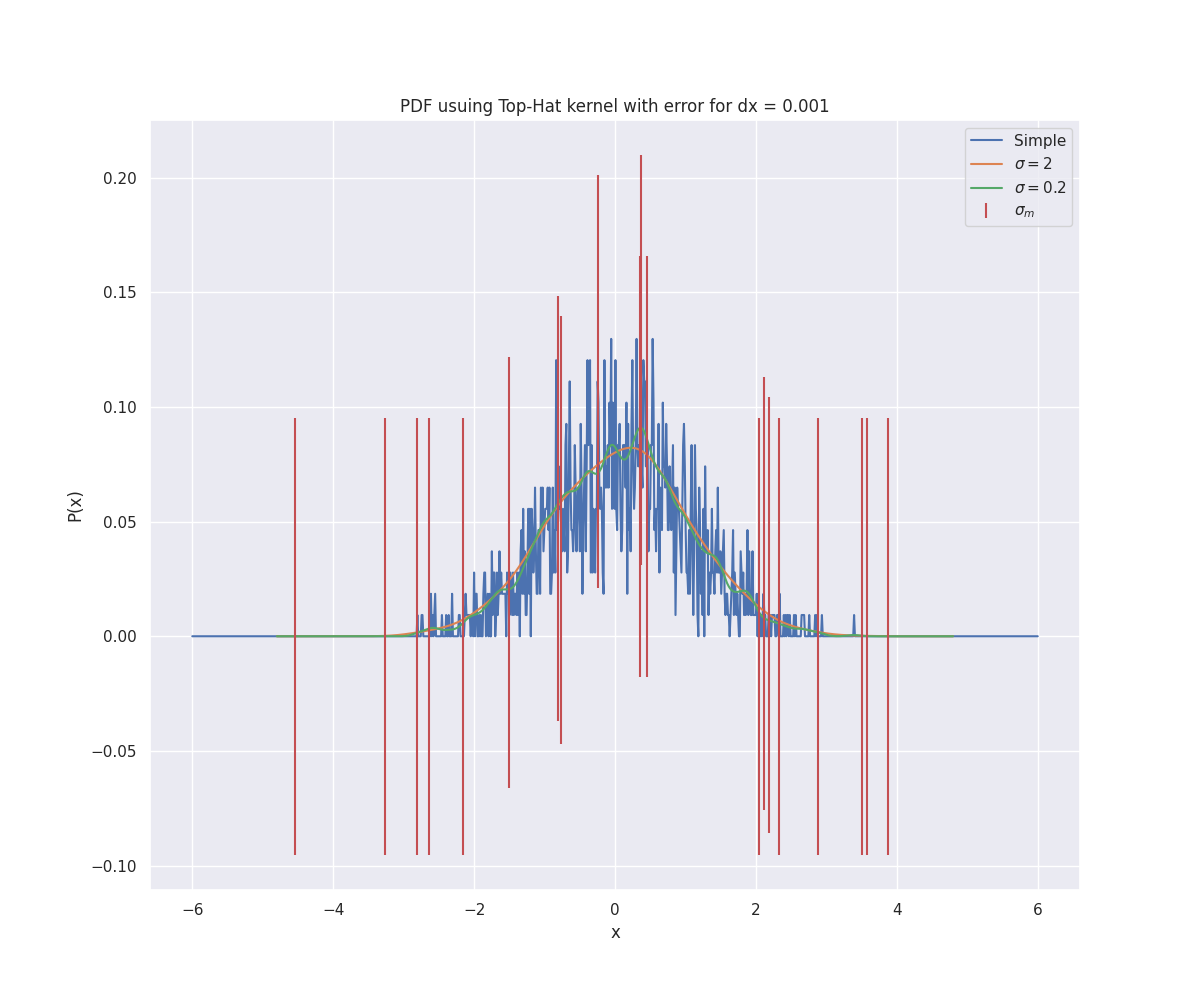 PDF usuing Top-Hat kernel with error for dx = 0.001
Simple
σ = 2
σ = 0.2
σₘ
0.20
0.15
0.10
0.05
0.00
−0.05
−0.10
P(x)
−6 −4 −2 0 2 4 6
x